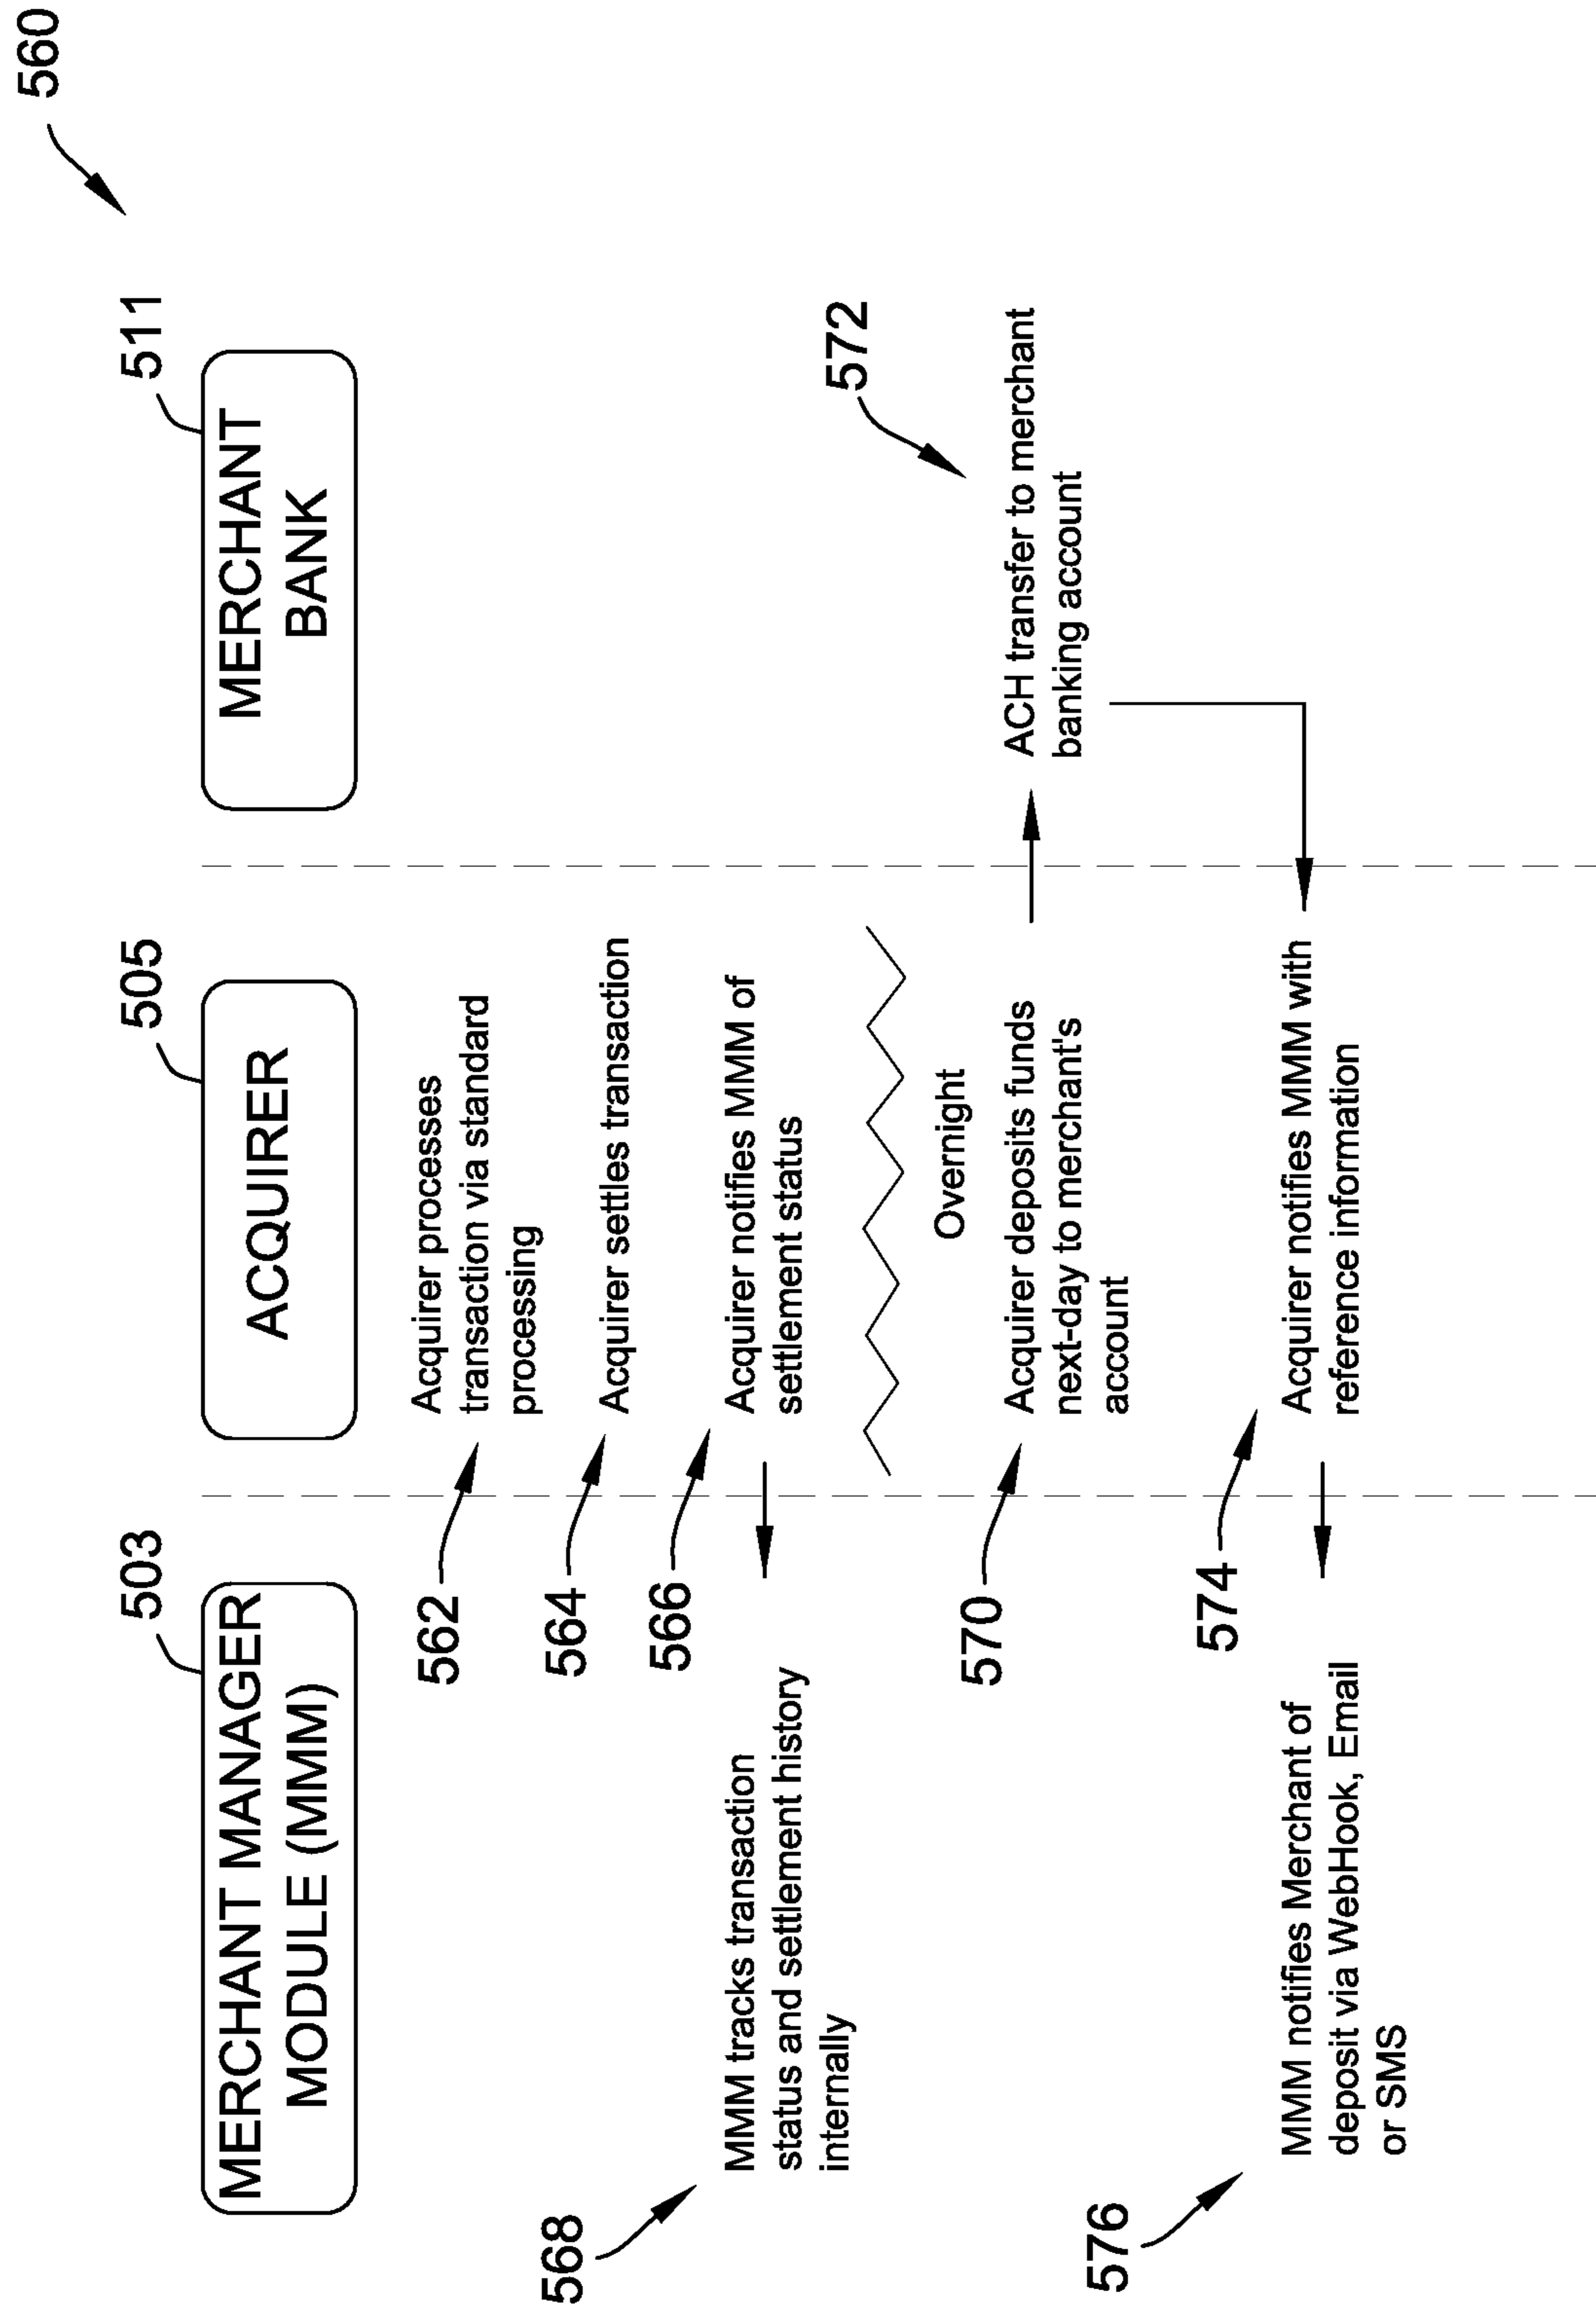 560
503
MERCHANT MANAGER
MODULE (MMM)
505
ACQUIRER
511
MERCHANT
BANK
562
Acquirer processes
transaction via standard
processing
564
Acquirer settles transaction
566
Acquirer notifies MMM of
settlement status
568
MMM tracks transaction
status and settlement history
internally
Overnight
570
Acquirer deposits funds
next-day to merchant's
account
572
ACH transfer to merchant
banking account
574
Acquirer notifies MMM with
reference information
576
MMM notifies Merchant of
deposit via WebHook, Email
or SMS